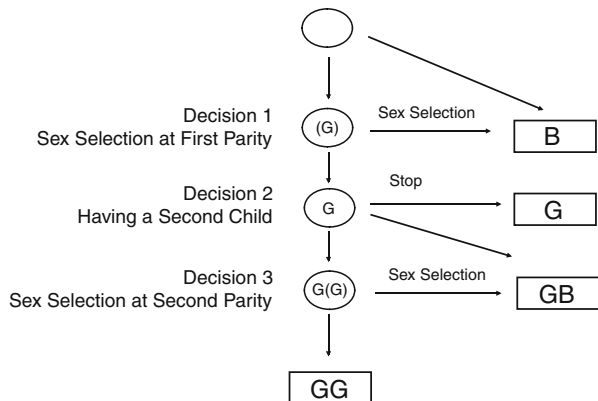 Decision 1
Sex Selection at First Parity
(G)
Sex Selection
B
Decision 2
Having a Second Child
G
Stop
G
Decision 3
Sex Selection at Second Parity
G(G)
Sex Selection
GB
GG